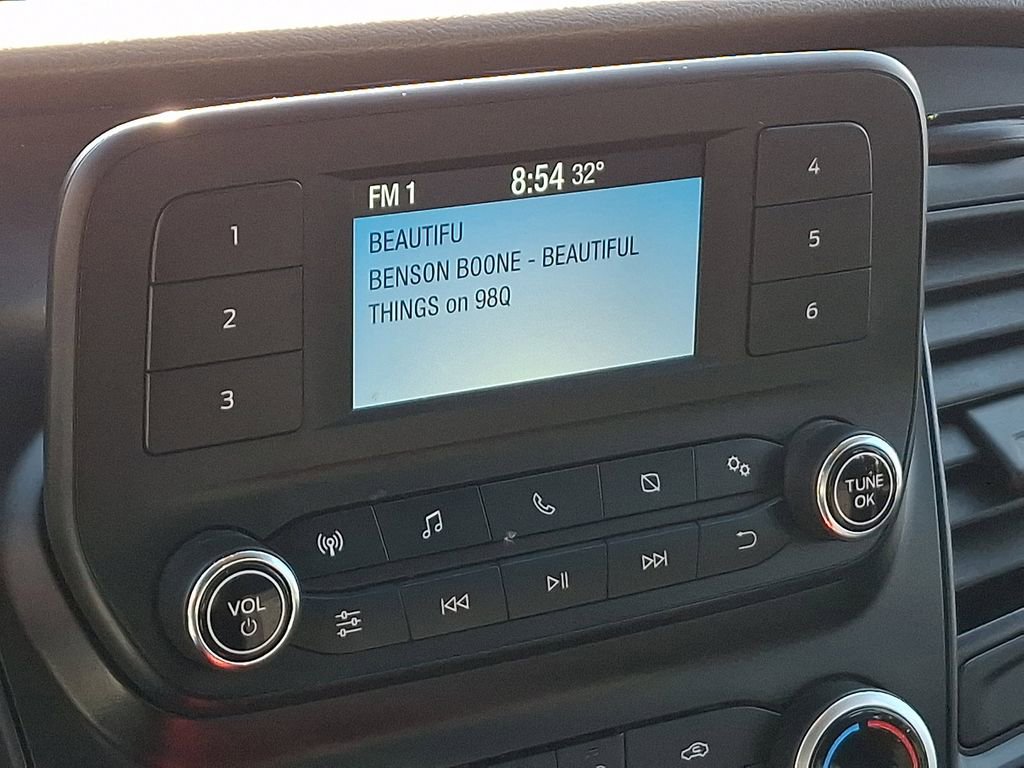 FM 1 8:54 32°
BEAUTIFU
BENSON BOONE - BEAUTIFUL
THINGS on 98Q
1
2
3
4
5
6
VOL
TUNE
OK